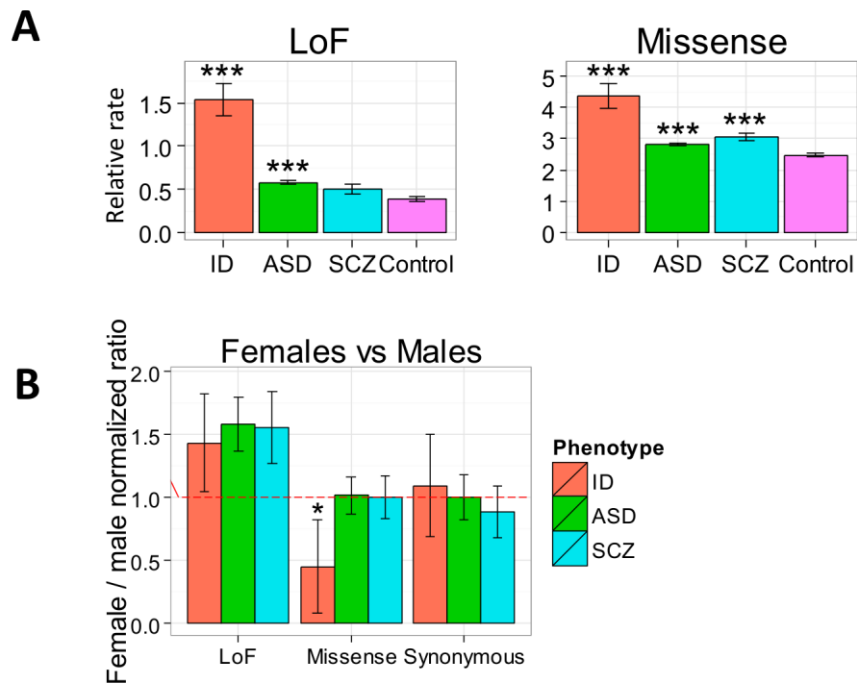 A
LoF
Missense
Relative rate
1.5
1.0
0.5
0.0
***
***
ID
ASD
SCZ
Control
5
4
3
2
1
0
***
***
***
ID
ASD
SCZ
Control
B
Females vs Males
Female / male normalized ratio
2.0
1.5
1.0
0.5
0.0
*
LoF
Missense
Synonymous
Phenotype
ID
ASD
SCZ